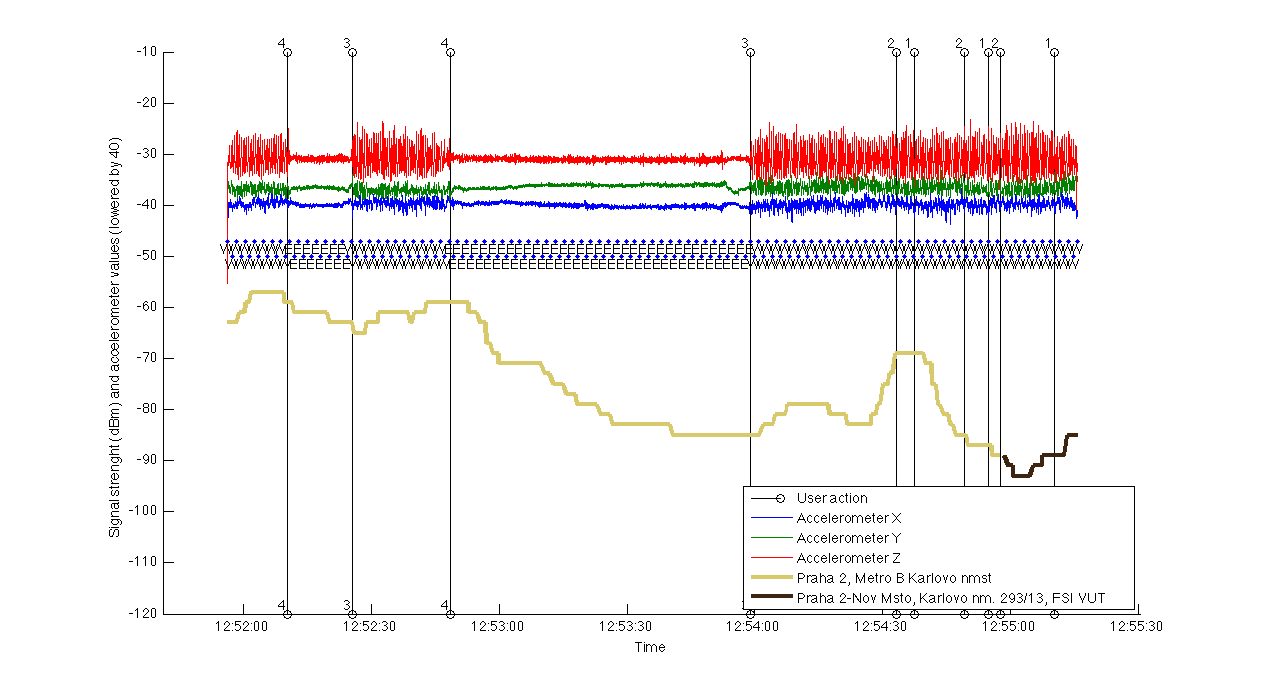 4 3 4 3 2 1 2 1 2 1
-10
-20
-30
-40
-50
-60
-70
-80
-90
-100
-110
-120
Signal strenght (dBm) and accelerometer values (lowered by 40)
User action
Accelerometer X
Accelerometer Y
Accelerometer Z
Praha 2, Metro B Karlovo nmst
Praha 2-Nov Msto, Karlovo nm. 293/13, FSI VUT
4 3 4
12:52:00 12:52:30 12:53:00 12:53:30 12:54:00 12:54:30 12:55:00 12:55:30
Time